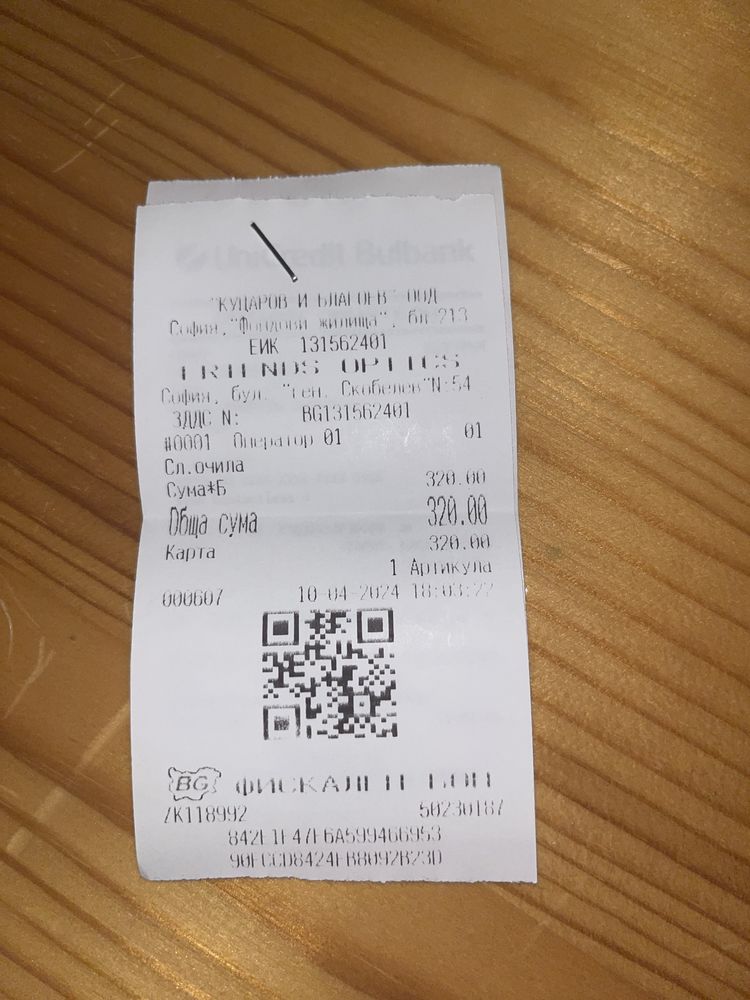 UniCredit Bulbank
"КУЦАРОВ И БЛАГОЕВ" ООД
София,"Фондови жилища", бл.213
ЕИК 131562401
FRIENDS OPTICS
София, бул. "Ген. Скобелев"N:54
ЗДДС N: BG131562401
#0001 Оператор 01 01
Сл.очила
Сума*Б 320.00
Обща сума 320.00
Карта 320.00
1 Артикула
000607 10-04-2024 18:03:22
BG ФИСКАЛЕН БОН
ZK118992 50230187
842E1F47F6A599466953
90FCCD8424FB8092B23D